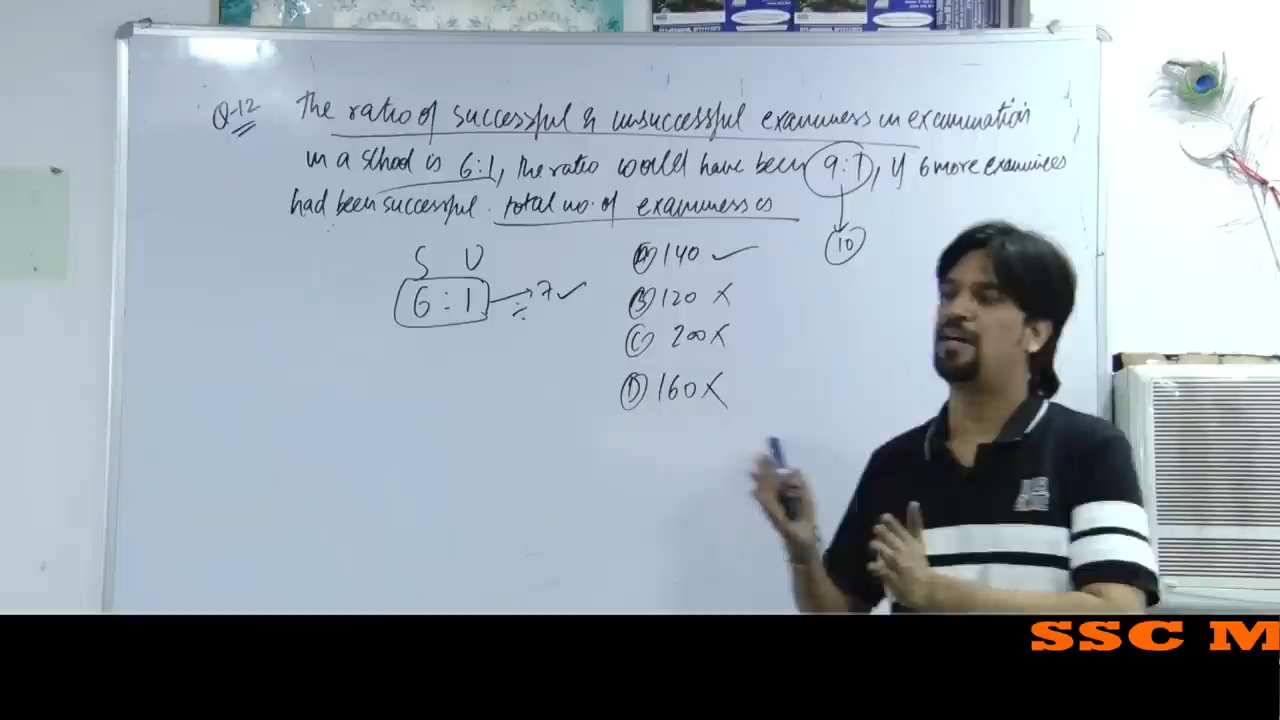 Q-12 The ratio of successful & unsuccessful examiness in examination
in a school is 6:1, the ratio would have been 9:1, if 6 more examinees
had been successful. total no. of examiness is
10
S U
6 : 1 → 7 ✓
÷
(A) 140 ✓
(B) 120 X
(C) 200 X
(D) 160 X
SSC M